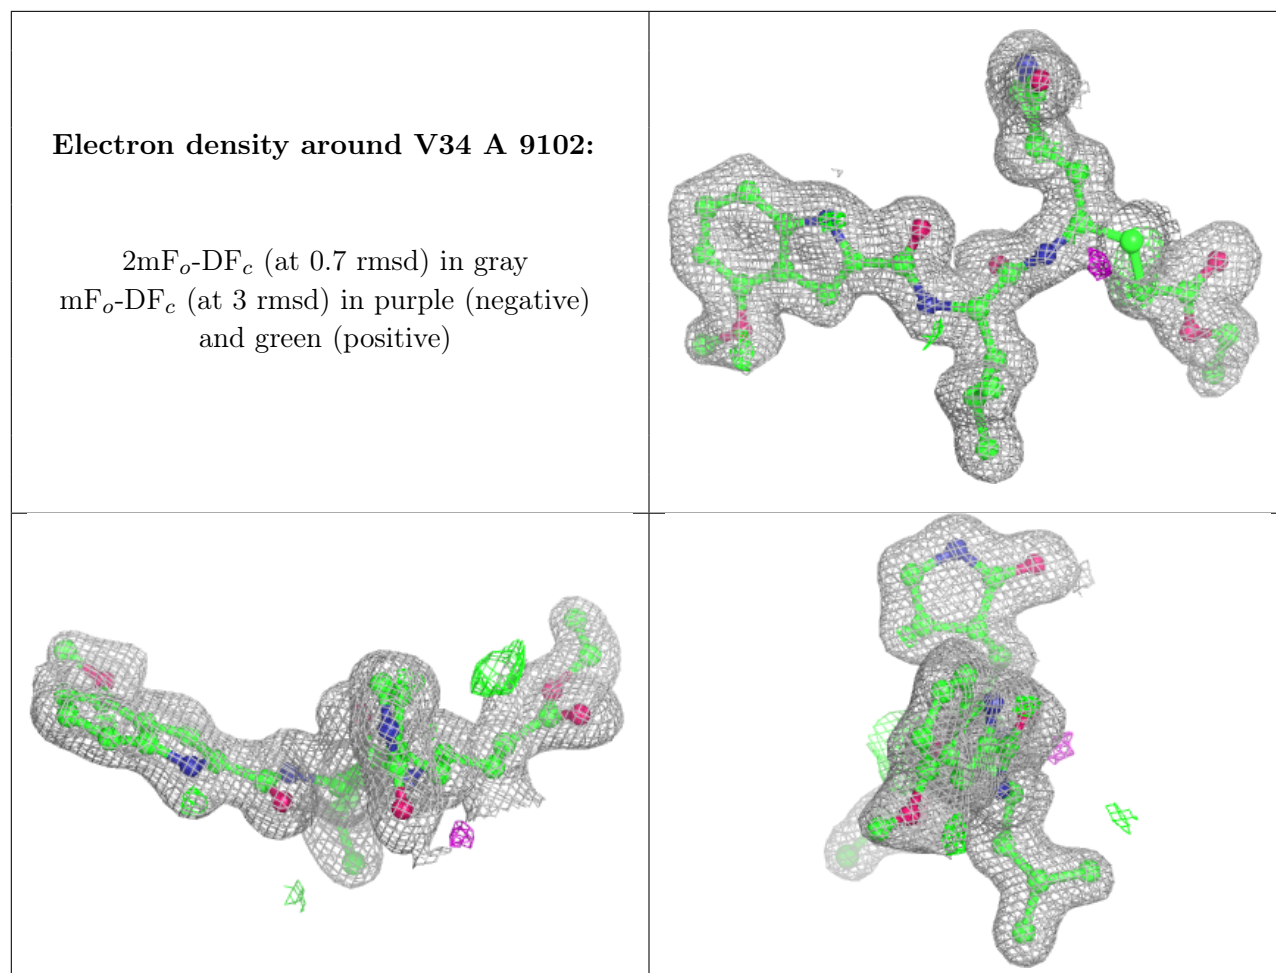 Electron density around V34 A 9102:
2mFo-DFc (at 0.7 rmsd) in gray
mFo-DFc (at 3 rmsd) in purple (negative)
and green (positive)